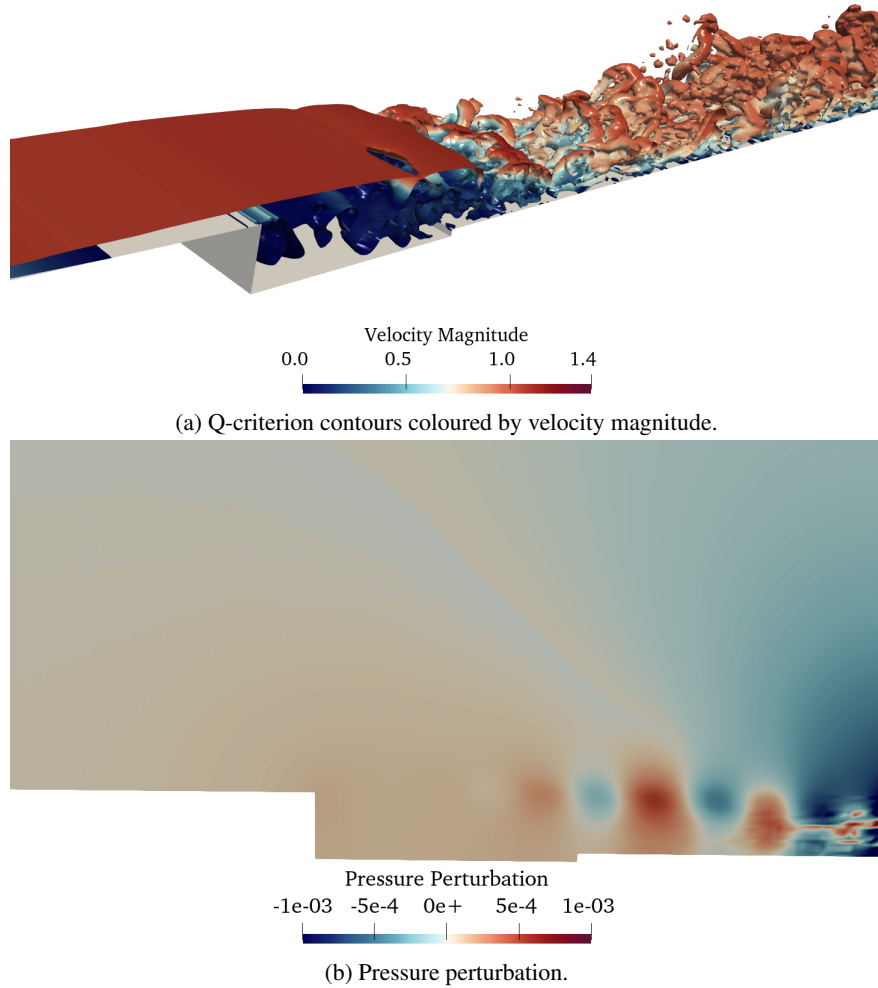 Velocity Magnitude
0.0 0.5 1.0 1.4
(a) Q-criterion contours coloured by velocity magnitude.
Pressure Perturbation
-1e-03 -5e-4 0e+ 5e-4 1e-03
(b) Pressure perturbation.